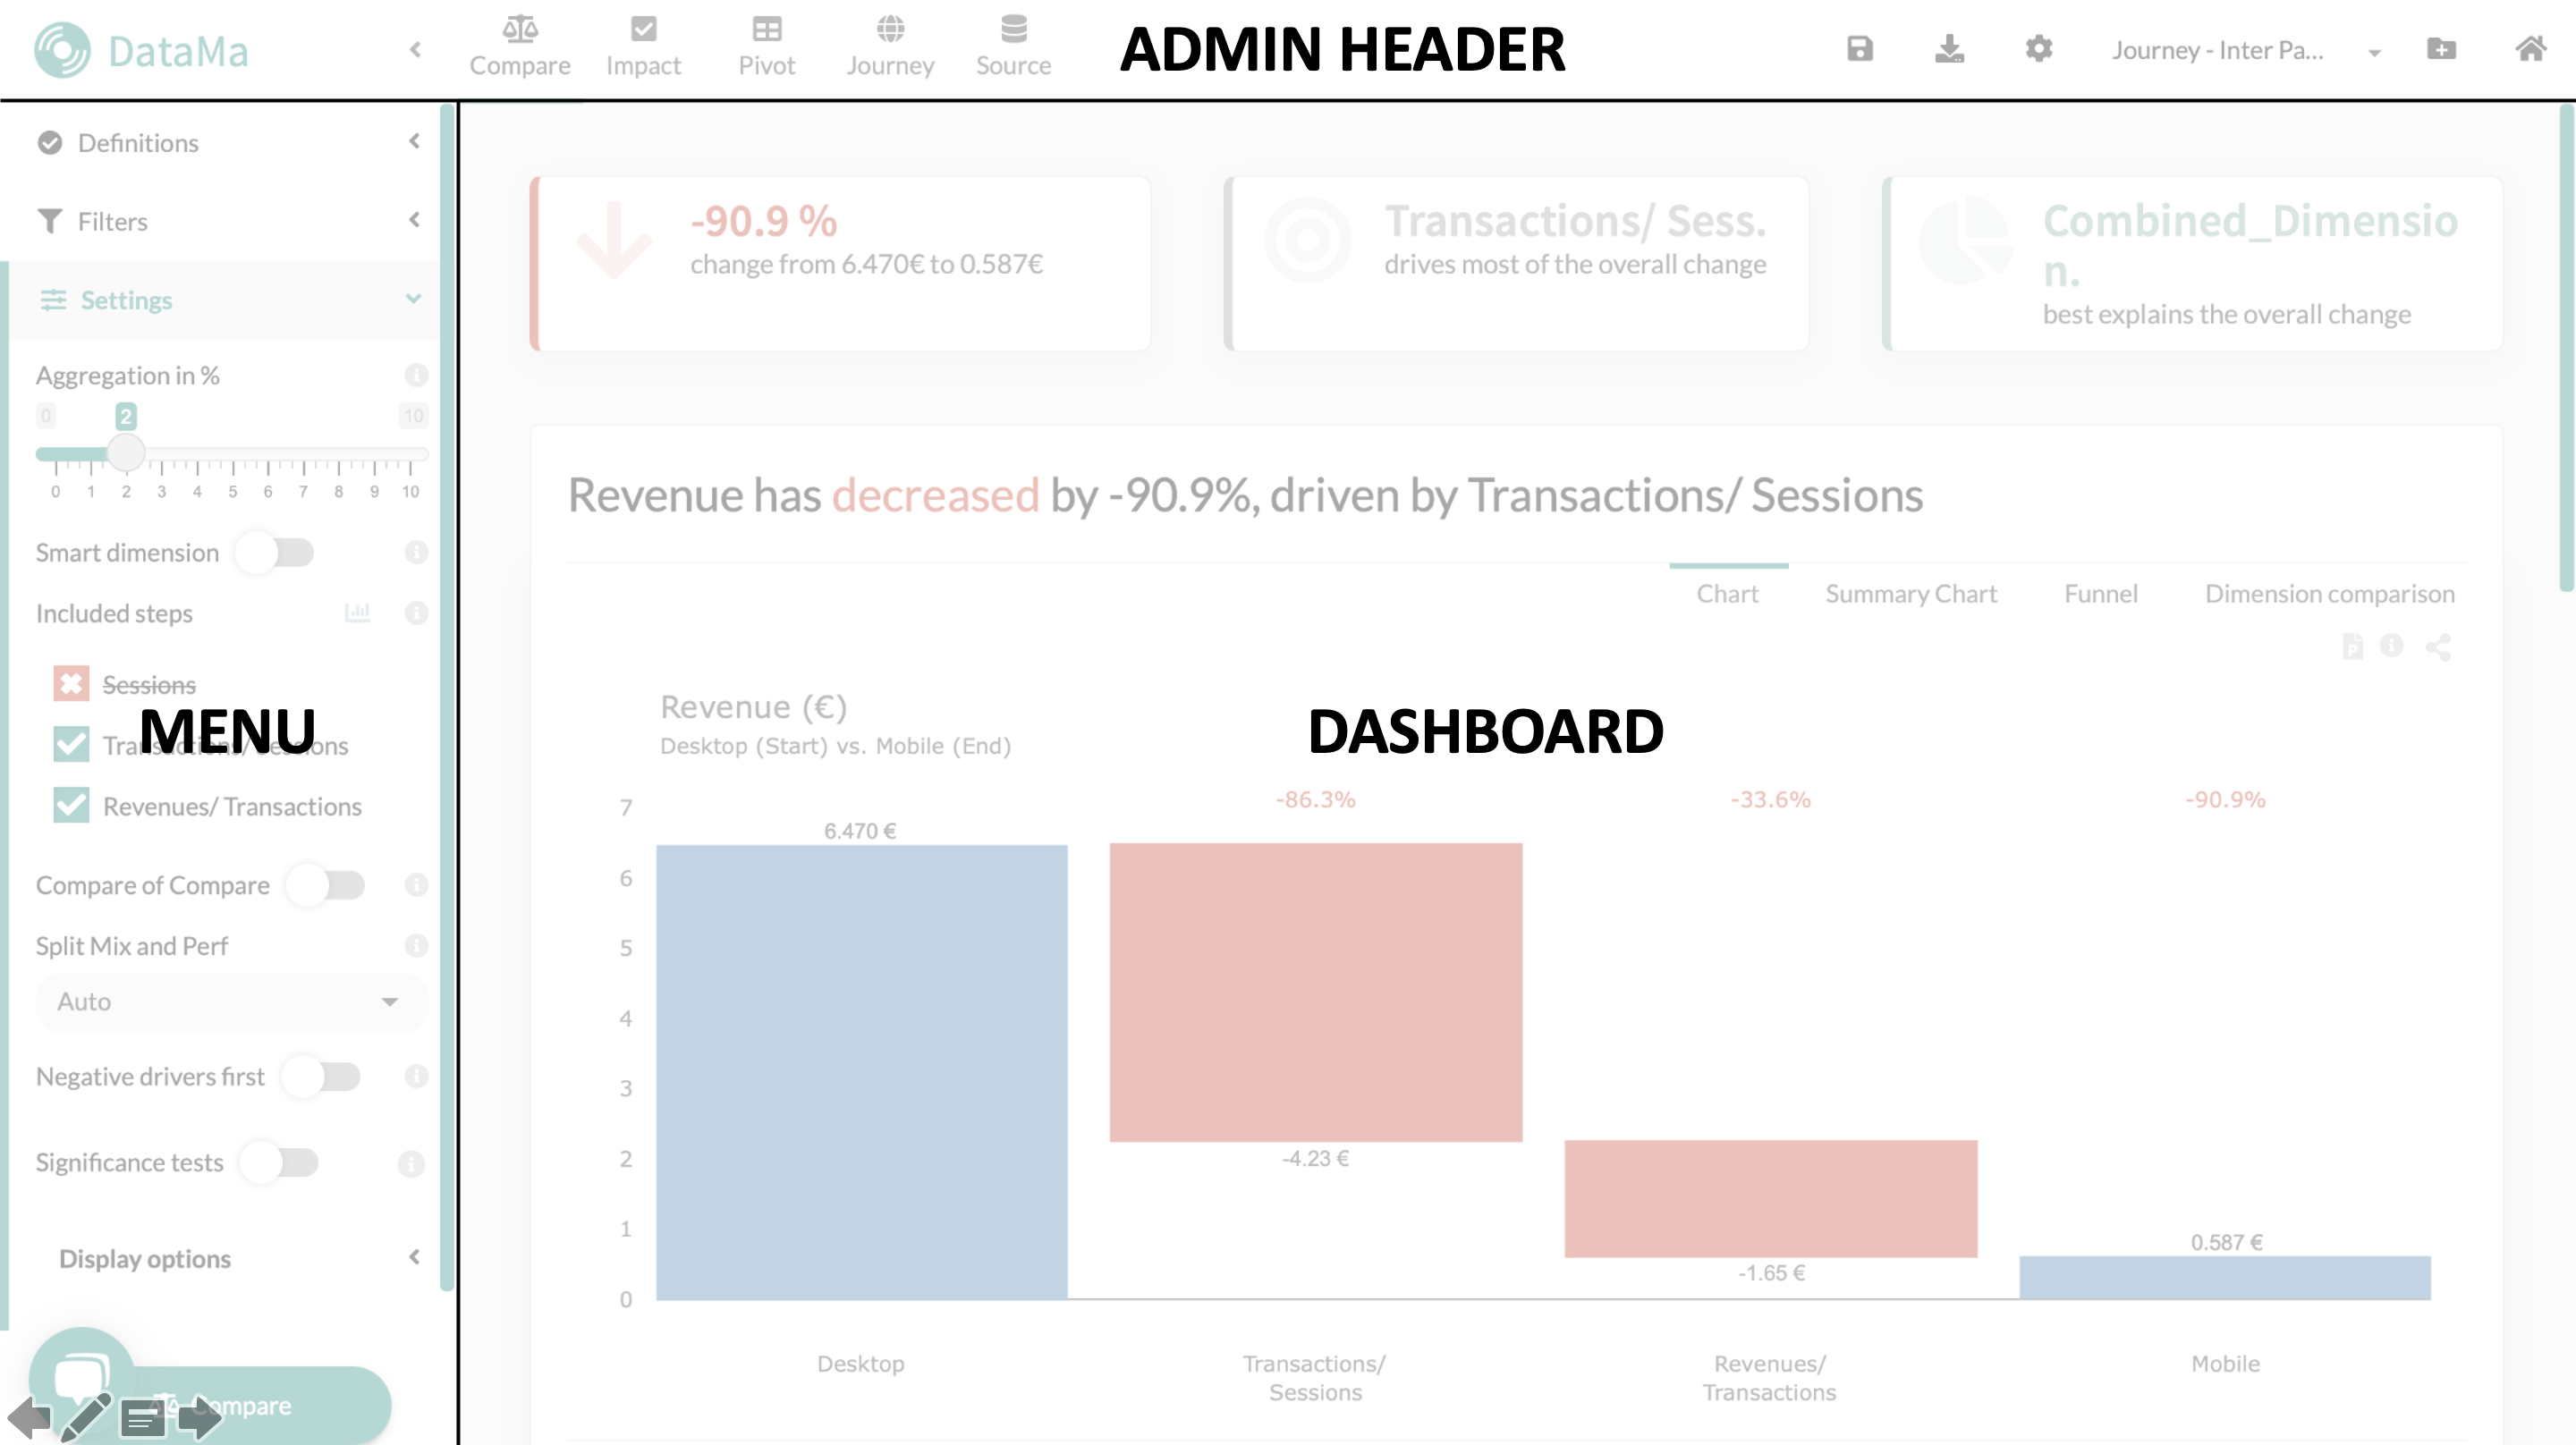 DataMa
Compare
Impact
Pivot
Journey
Source
ADMIN HEADER
Journey - Inter Pa...
Definitions
Filters
Settings
Aggregation in %
0 2 10
0 1 2 3 4 5 6 7 8 9 10
Smart dimension
Included steps
Sessions
Transactions/ Sessions
MENU
Revenues/ Transactions
Compare of Compare
Split Mix and Perf
Auto
Negative drivers first
Significance tests
Display options
Compare
-90.9 %
change from 6.470€ to 0.587€
Transactions/ Sess.
drives most of the overall change
Combined_Dimensio
n.
best explains the overall change
Revenue has decreased by -90.9%, driven by Transactions/ Sessions
Chart
Summary Chart
Funnel
Dimension comparison
Revenue (€)
Desktop (Start) vs. Mobile (End)
DASHBOARD
-86.3%
-33.6%
-90.9%
7
6
5
4
3
2
1
0
6.470 €
-4.23 €
-1.65 €
0.587 €
Desktop
Transactions/
Sessions
Revenues/
Transactions
Mobile